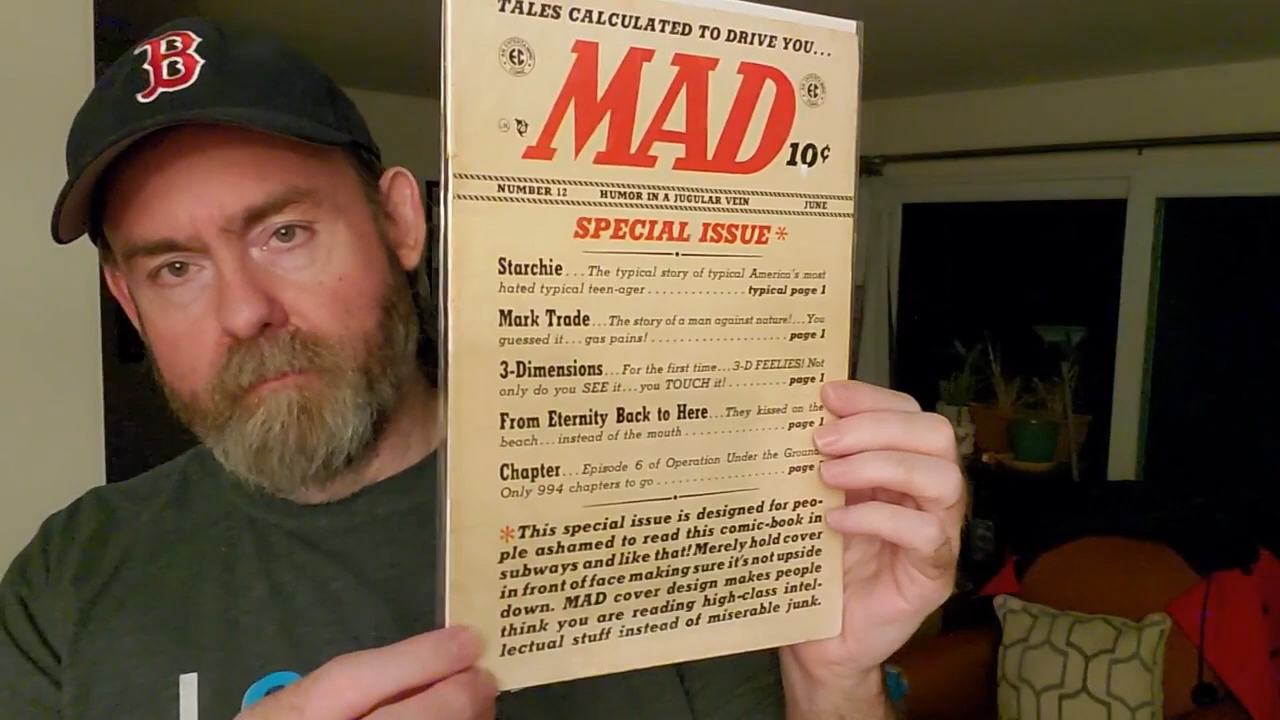 B
TALES CALCULATED TO DRIVE YOU...
EC
MAD
EC
10¢
NUMBER 12 HUMOR IN A JUGULAR VEIN JUNE
SPECIAL ISSUE*
Starchie...The typical story of typical America's most
hated typical teen-ager..............typical page 1
Mark Trade...The story of a man against nature!...You
guessed it...gas pains!....................page 1
3-Dimensions...For the first time...3-D FEELIES! Not
only do you SEE it...you TOUCH it!.........page 1
From Eternity Back to Here...They kissed on the
beach...instead of the mouth...............page 1
Chapter...Episode 6 of Operation Under the Ground
Only 994 chapters to go....................page
*This special issue is designed for peo-
ple ashamed to read this comic-book in
subways and like that! Merely hold cover
in front of face making sure it's not upside
down. MAD cover design makes people
think you are reading high-class intel-
lectual stuff instead of miserable junk.